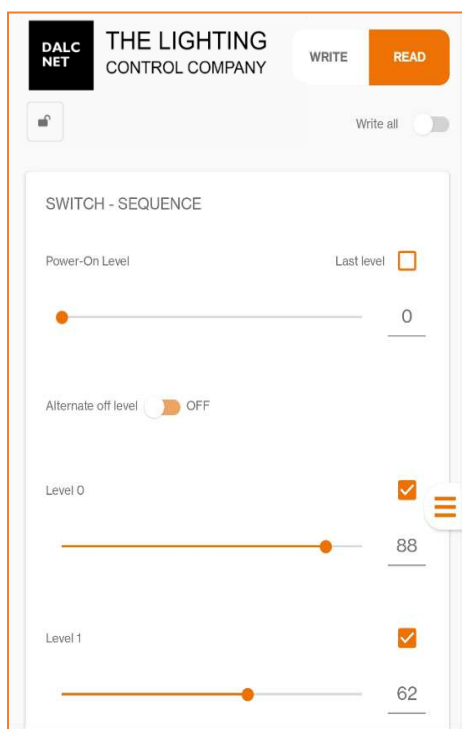 DALC
NET
THE LIGHTING
CONTROL COMPANY
WRITE
READ
Write all
SWITCH - SEQUENCE
Power-On Level
Last level
0
Alternate off level
OFF
Level 0
88
Level 1
62